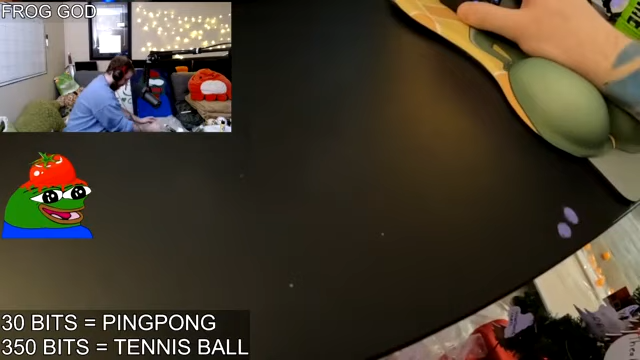 FROG GOD
30 BITS = PINGPONG
350 BITS = TENNIS BALL